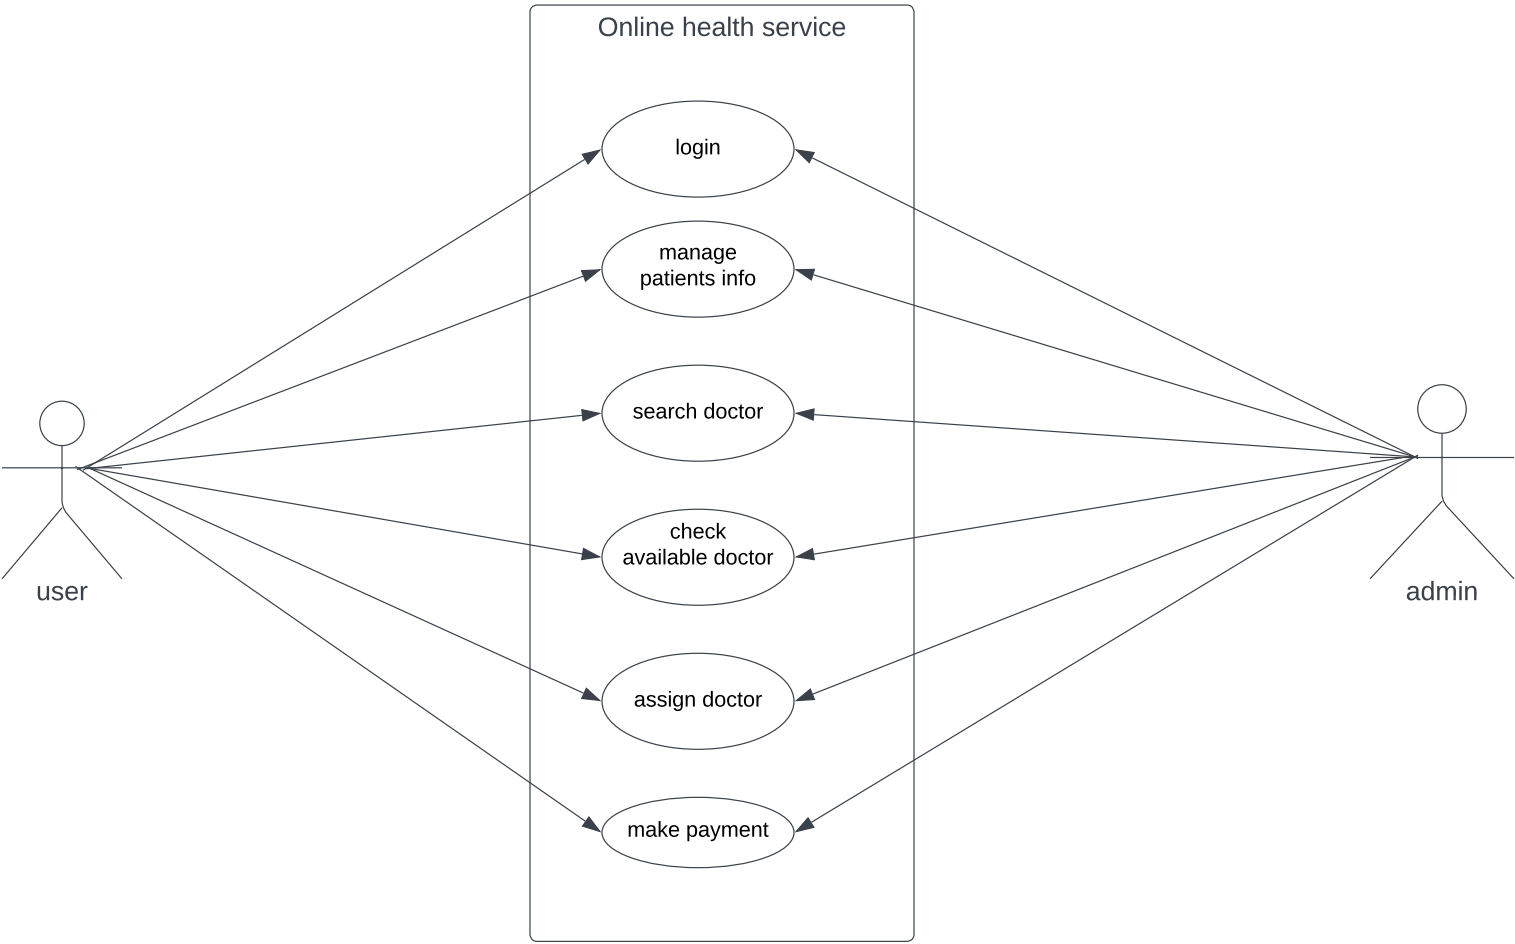 Online health service
login
manage
patients info
search doctor
check
available doctor
assign doctor
make payment
user
admin